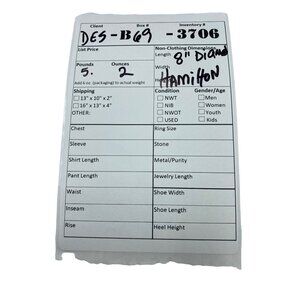 Client Box # Inventory #
DES -B69 -3706
List Price Non-Clothing Dimensions
Length 8" Diam
Width
Pounds Ounces
5. 2 HAMILTON
Add 6 oz. (packaging) to actual weight
Shipping Condition Gender/Age
13" x 10" x 2" NWT Men
16" x 13" x 4" NIB Women
OTHER: NWOT Youth
USED Kids
Chest Ring Size
Sleeve Stone
Shirt Length Metal/Purity
Pant Length Jewelry Length
Waist Shoe Width
Inseam Shoe Length
Rise Heel Height